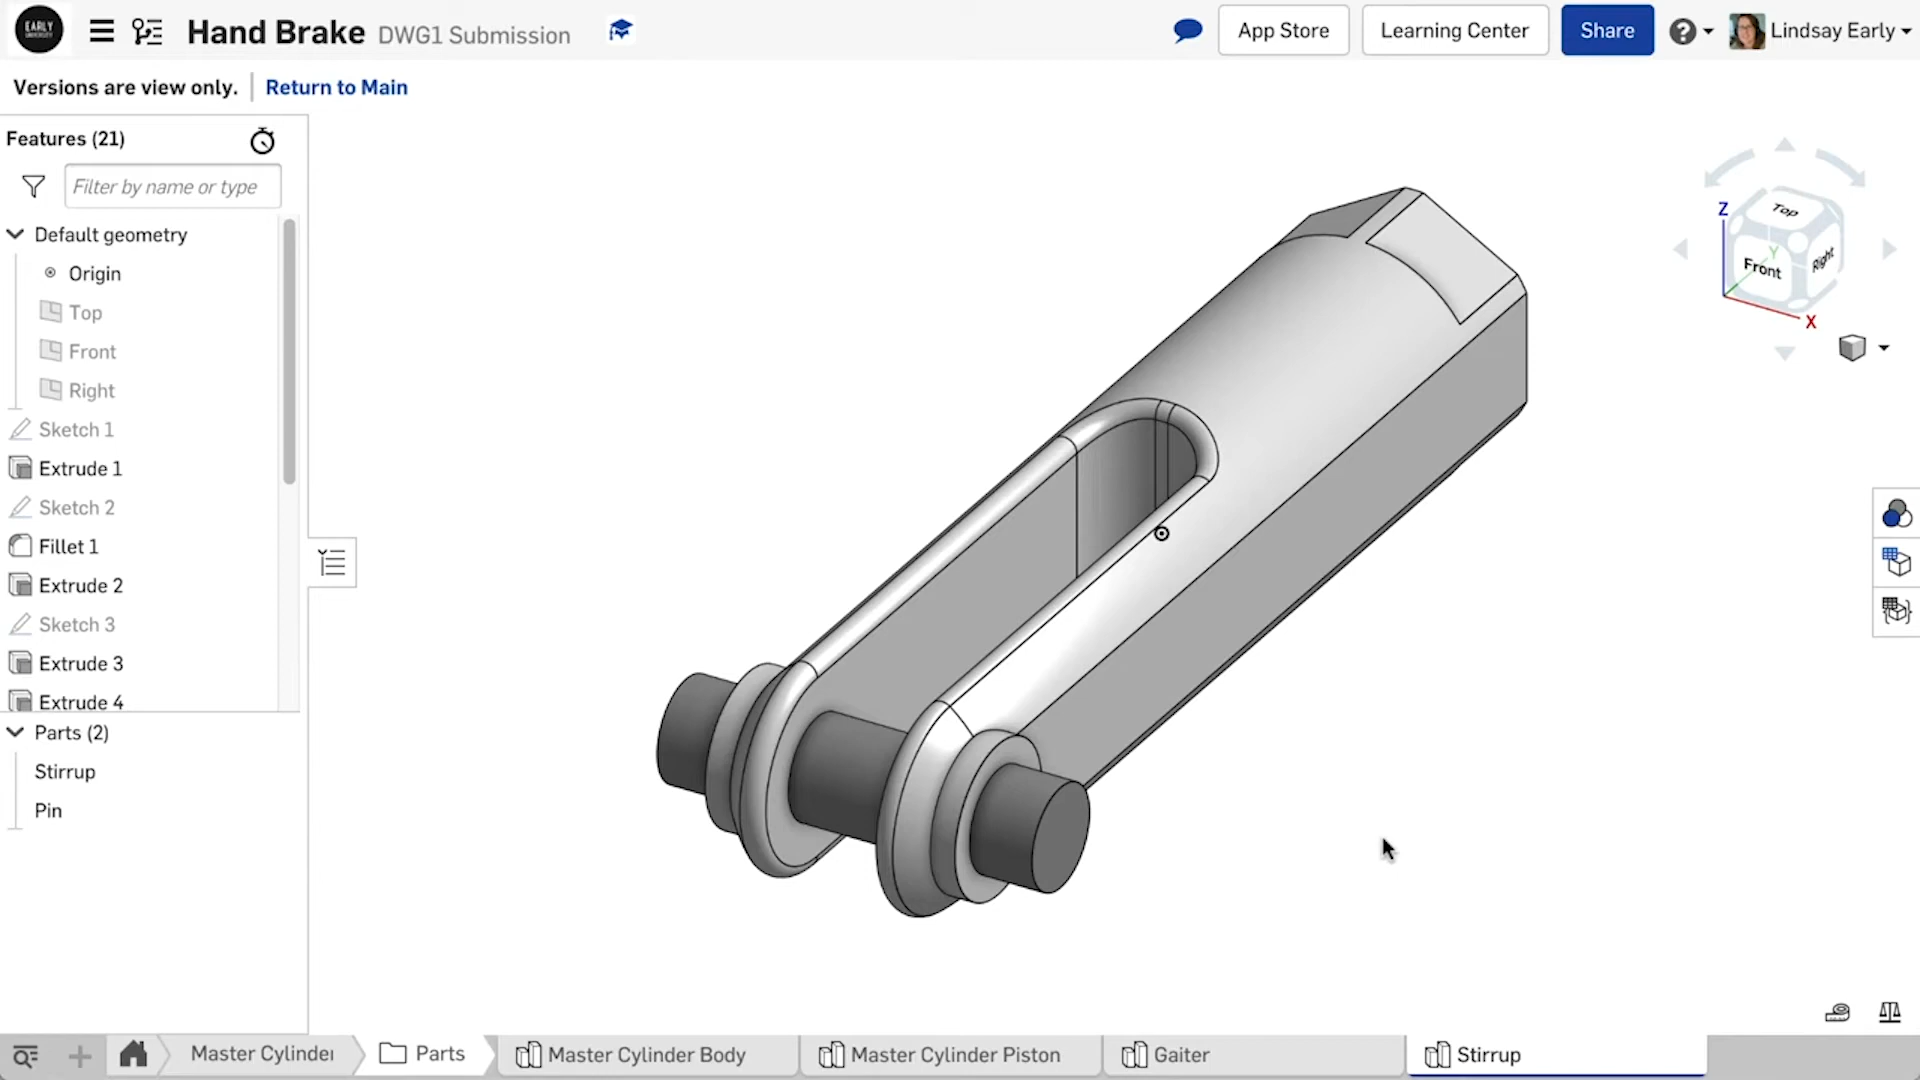 EARLY
UNIVERSITY
Hand Brake DWG1 Submission
App Store
Learning Center
Share
Lindsay Early
Versions are view only.
Return to Main
Features (21)
Filter by name or type
Default geometry
Origin
Top
Front
Right
Sketch 1
Extrude 1
Sketch 2
Fillet 1
Extrude 2
Sketch 3
Extrude 3
Extrude 4
Parts (2)
Stirrup
Pin
Z
Top
Y
Front
Right
X
Master Cylinder
Parts
Master Cylinder Body
Master Cylinder Piston
Gaiter
Stirrup